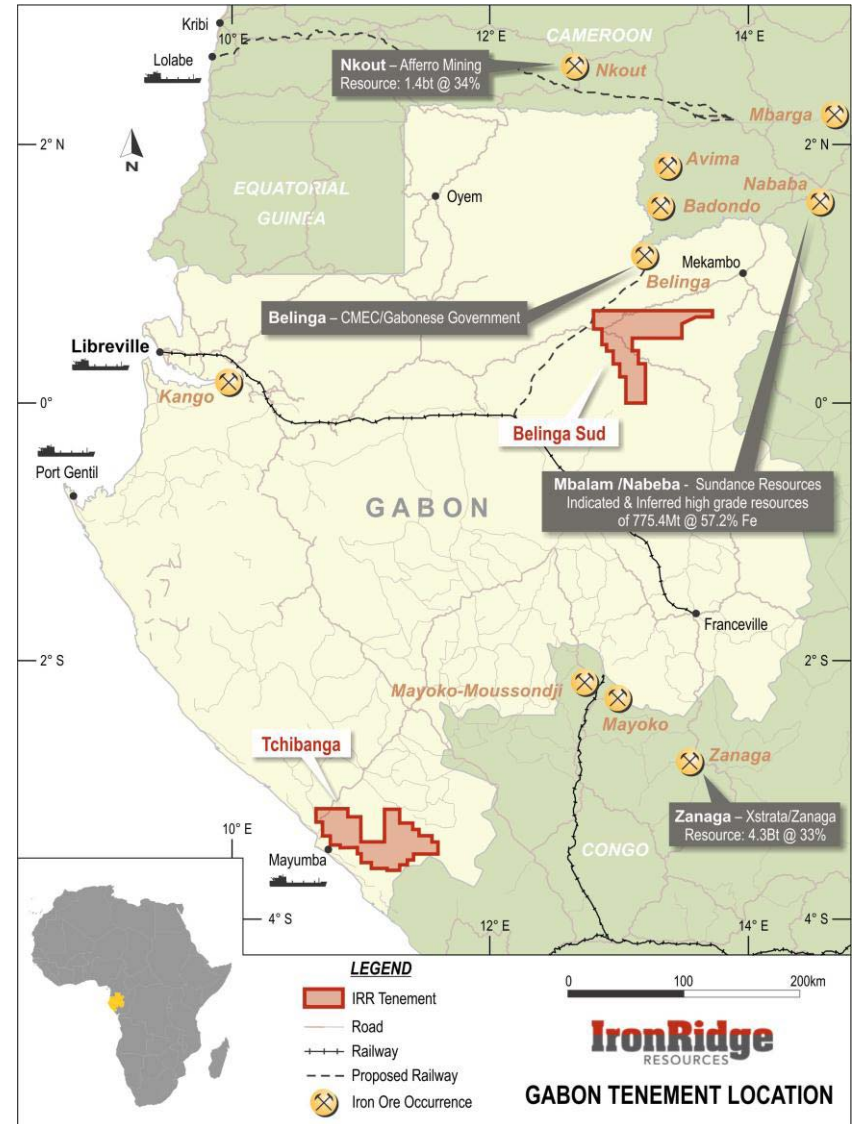 Kribi
10° E
12° E
14° E
CAMEROON
Lolabe
Nkout – Afferro Mining
Resource: 1.4bt @ 34%
Nkout
Mbarga
N
2° N
2° N
Avima
Nababa
EQUATORIAL
GUINEA
Oyem
Badondo
Mekambo
Belinga
Belinga – CMEC/Gabonese Government
Libreville
Kango
0°
0°
Belinga Sud
Port Gentil
Mbalam /Nabeba - Sundance Resources
Indicated & Inferred high grade resources
of 775.4Mt @ 57.2% Fe
GABON
Franceville
2° S
2° S
Mayoko-Moussondji
Mayoko
Tchibanga
Zanaga
Zanaga – Xstrata/Zanaga
Resource: 4.3Bt @ 33%
10° E
Mayumba
CONGO
4° S
12° E
14° E
4° S
LEGEND
IRR Tenement
Road
Railway
Proposed Railway
Iron Ore Occurrence
0 100 200km
IronRidge
RESOURCES
GABON TENEMENT LOCATION